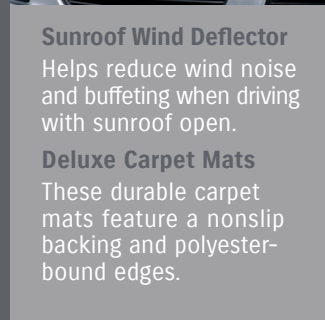 Sunroof Wind Deflector
Helps reduce wind noise
and buffeting when driving
with sunroof open.
Deluxe Carpet Mats
These durable carpet
mats feature a nonslip
backing and polyester-
bound edges.